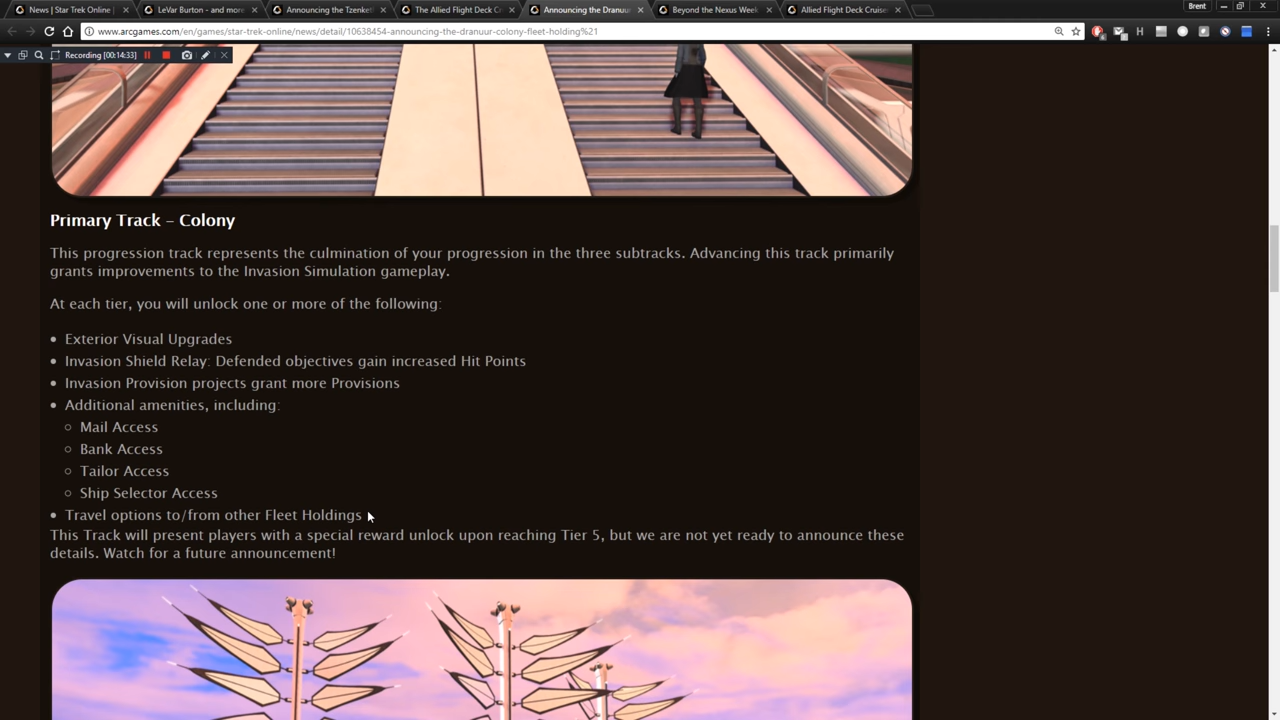 News | Star Trek Online |
LeVar Burton - and more
Announcing the Tzenketh
The Allied Flight Deck Cr
Announcing the Dranuur
Beyond the Nexus Week
Allied Flight Deck Cruise
Brent
www.arcgames.com/en/games/star-trek-online/news/detail/10638454-announcing-the-dranuur-colony-fleet-holding%21
Recording [00:14:33]
Primary Track – Colony
This progression track represents the culmination of your progression in the three subtracks. Advancing this track primarily
grants improvements to the Invasion Simulation gameplay.
At each tier, you will unlock one or more of the following:
• Exterior Visual Upgrades
• Invasion Shield Relay: Defended objectives gain increased Hit Points
• Invasion Provision projects grant more Provisions
• Additional amenities, including:
○ Mail Access
○ Bank Access
○ Tailor Access
○ Ship Selector Access
• Travel options to/from other Fleet Holdings
This Track will present players with a special reward unlock upon reaching Tier 5, but we are not yet ready to announce these
details. Watch for a future announcement!